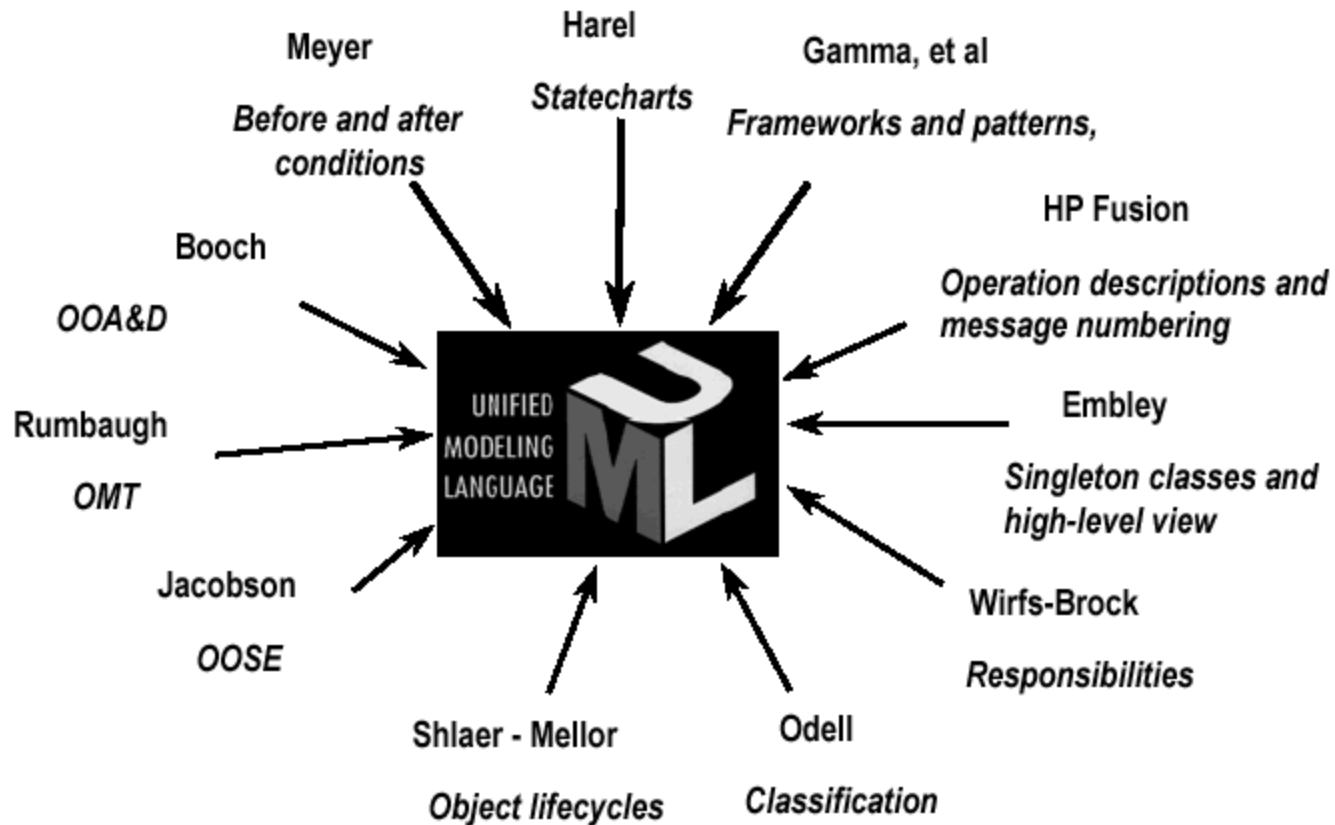 Harel
Meyer
Gamma, et al
Statecharts
Before and after
conditions
Frameworks and patterns,
HP Fusion
Booch
Operation descriptions and
message numbering
OOA&D
UNIFIED
MODELING
LANGUAGE
UML
Embley
Rumbaugh
Singleton classes and
high-level view
OMT
Jacobson
Wirfs-Brock
OOSE
Responsibilities
Shlaer - Mellor
Odell
Object lifecycles
Classification